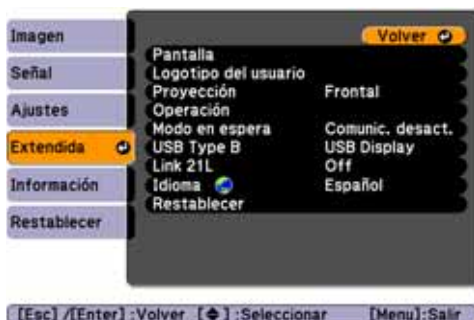 Imagen
Señal
Ajustes
Extendida
Información
Restablecer
Volver
Pantalla
Logotipo del usuario
Proyección Frontal
Operación
Modo en espera Comunic. desact.
USB Type B USB Display
Link 21L Off
Idioma Español
Restablecer
[Esc] /[Enter] :Volver [◆] :Seleccionar [Menu]:Salir